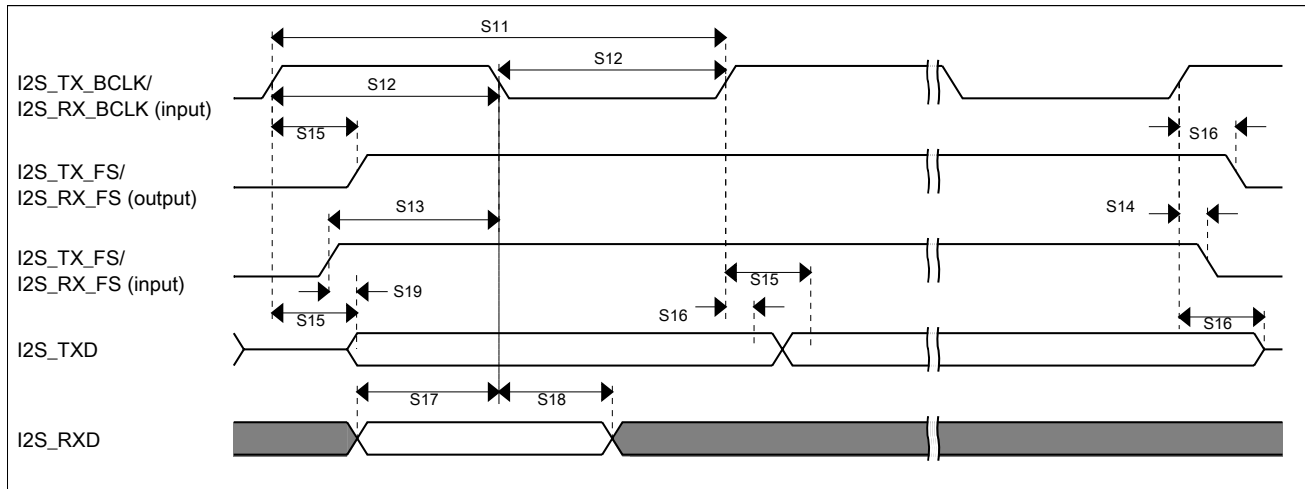 S11
S12
I2S_TX_BCLK/
I2S_RX_BCLK (input)
S12
S15
S16
I2S_TX_FS/
I2S_RX_FS (output)
S13
S14
I2S_TX_FS/
I2S_RX_FS (input)
S15
S19
S15
S16
S16
I2S_TXD
S17
S18
I2S_RXD